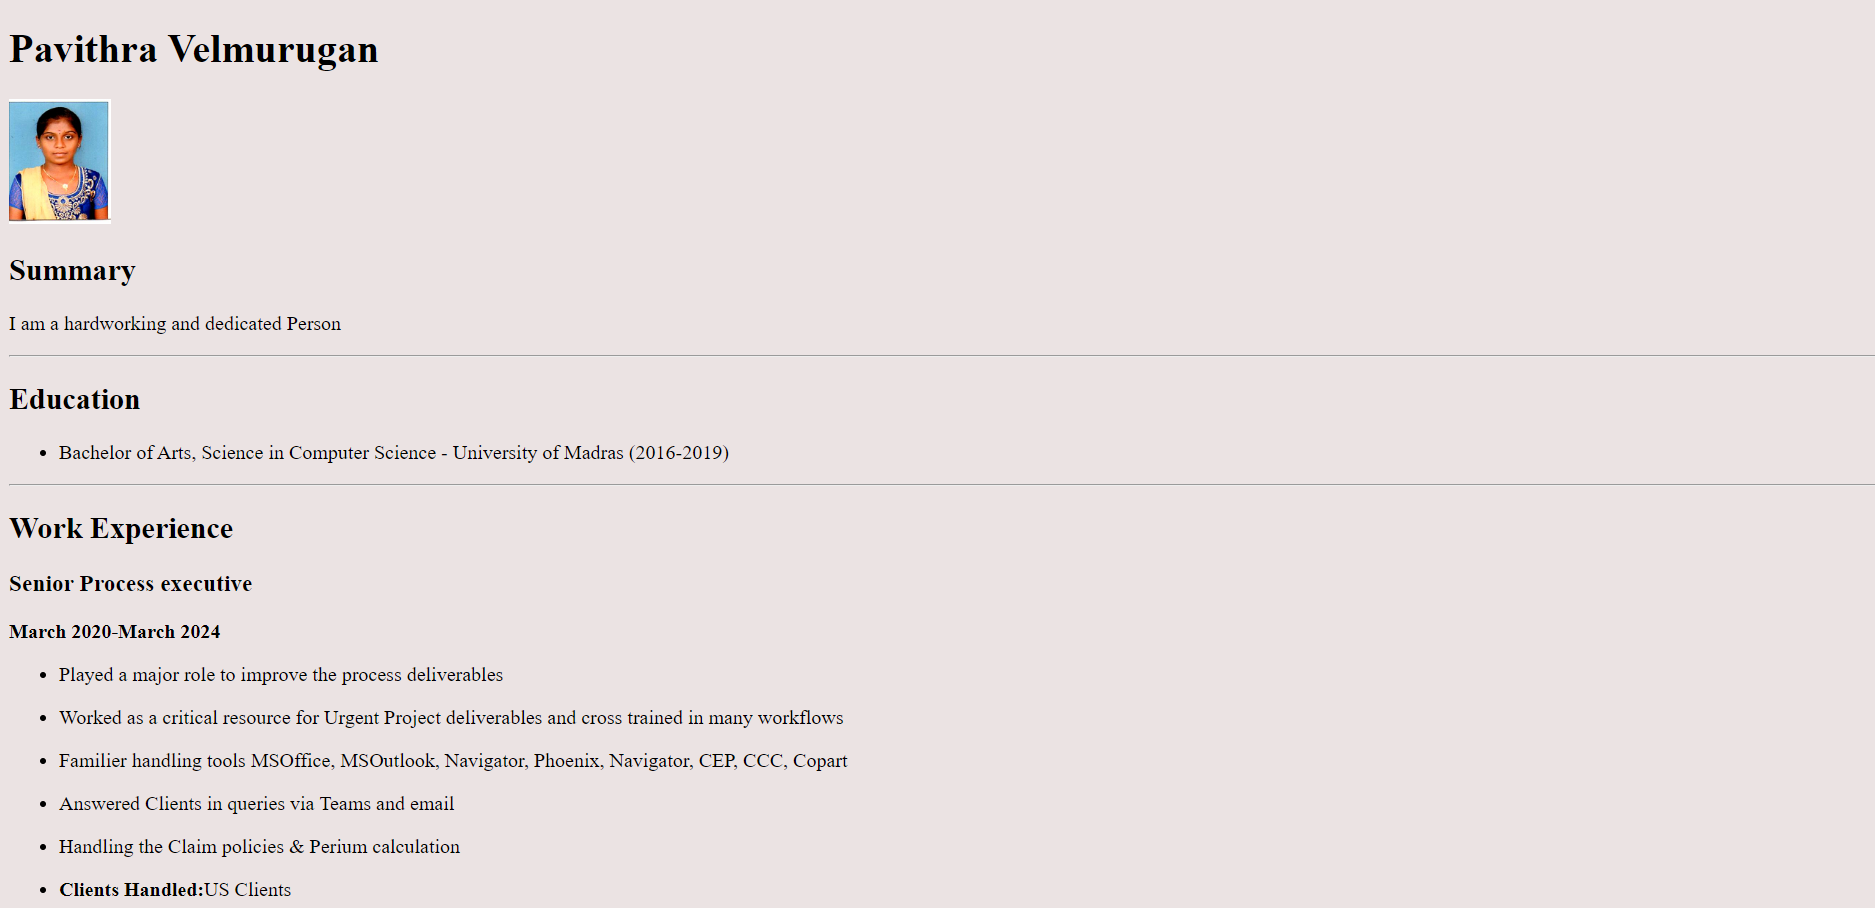 Pavithra Velmurugan
Summary
I am a hardworking and dedicated Person
Education
• Bachelor of Arts, Science in Computer Science - University of Madras (2016-2019)
Work Experience
Senior Process executive
March 2020-March 2024
• Played a major role to improve the process deliverables
• Worked as a critical resource for Urgent Project deliverables and cross trained in many workflows
• Familier handling tools MSOffice, MSOutlook, Navigator, Phoenix, Navigator, CEP, CCC, Copart
• Answered Clients in queries via Teams and email
• Handling the Claim policies & Perium calculation
• Clients Handled:US Clients